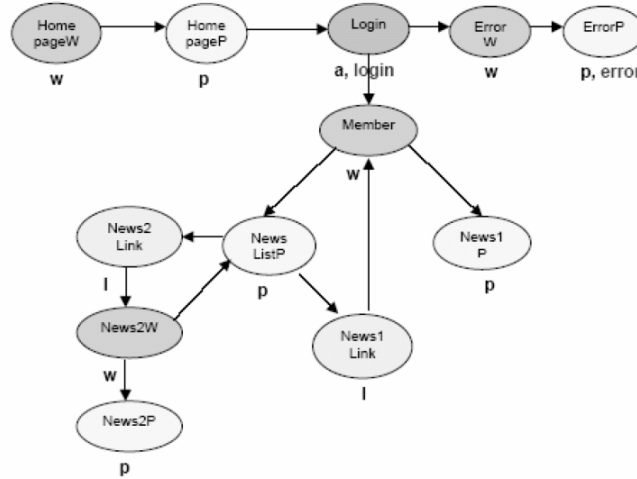 Home
pageW
w
Home
pageP
p
Login
a, login
Error
W
w
ErrorP
p, error
Member
w
News2
Link
l
News
ListP
p
News1
P
p
News2W
w
News1
Link
l
News2P
p